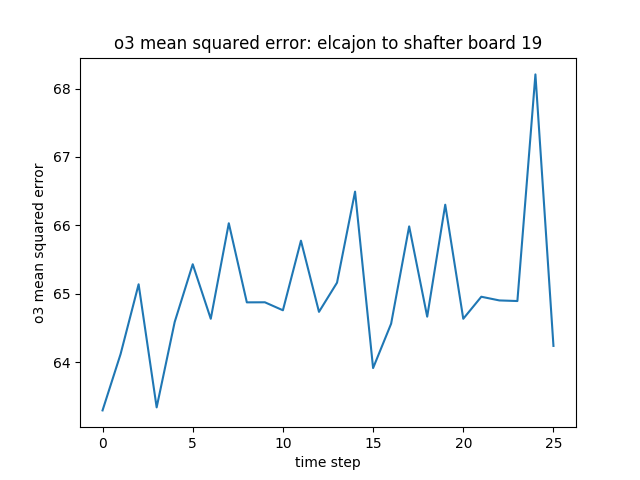 o3 mean squared error: elcajon to shafter board 19
68
67
66
65
64
o3 mean squared error
0 5 10 15 20 25
time step